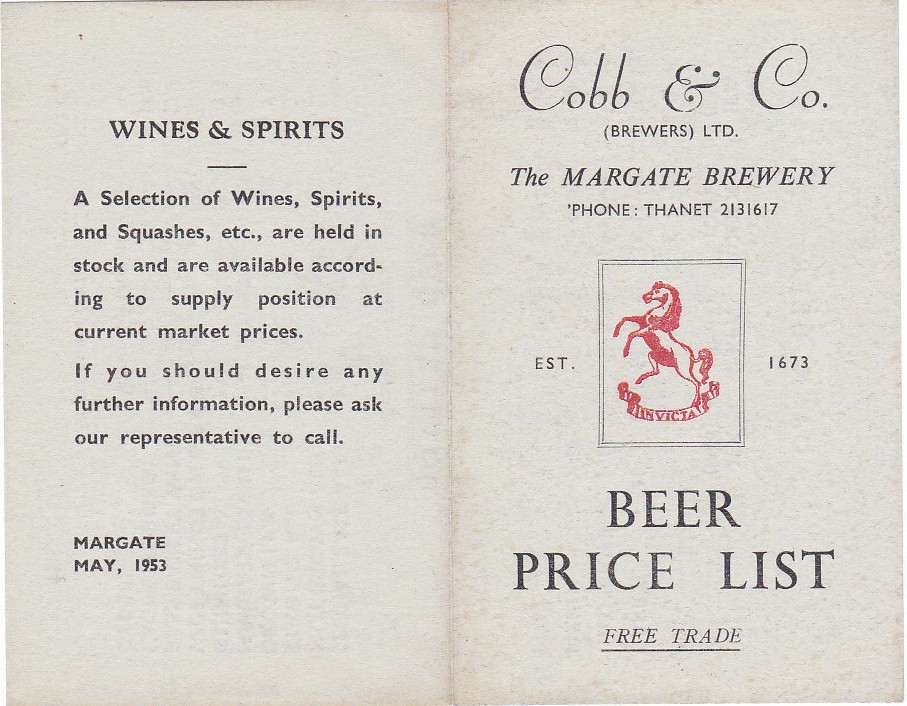 WINES & SPIRITS
A Selection of Wines, Spirits,
and Squashes, etc., are held in
stock and are available accord-
ing to supply position at
current market prices.
If you should desire any
further information, please ask
our representative to call.
MARGATE
MAY, 1953
Cobb & Co.
(BREWERS) LTD.
The MARGATE BREWERY
'PHONE: THANET 2131617
EST. 1673
INVICTA
BEER
PRICE LIST
FREE TRADE